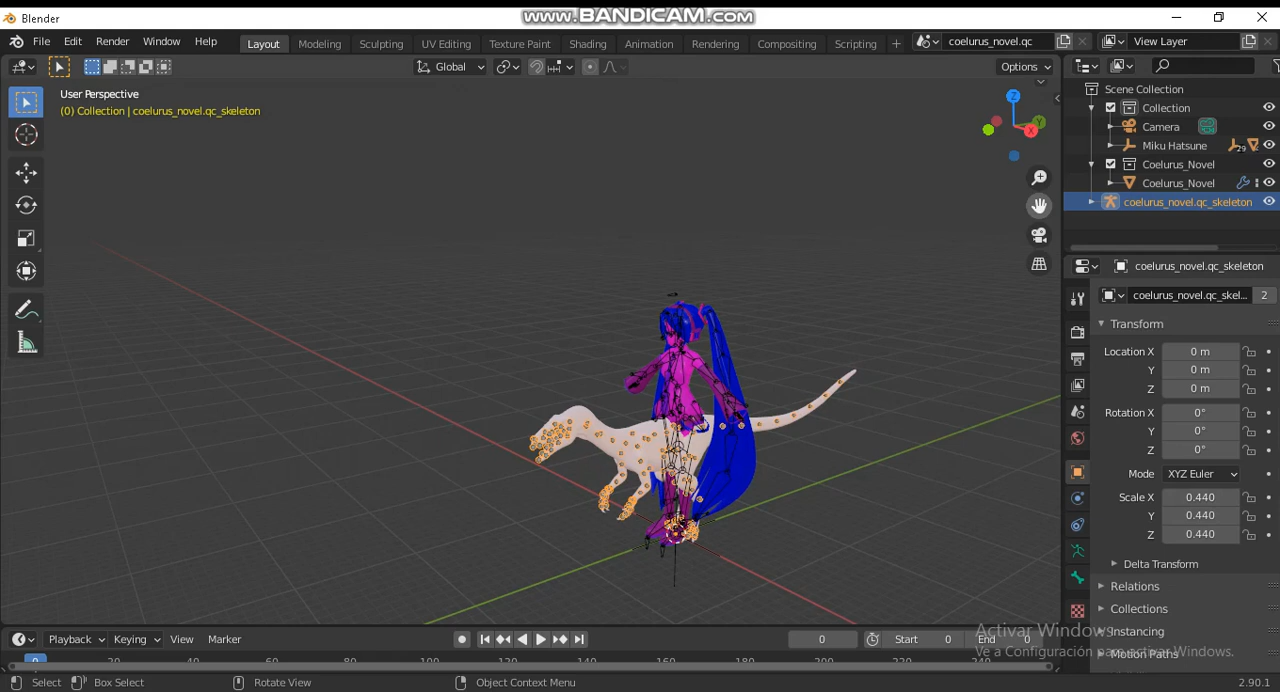 www.BANDICAM.com
Blender
File Edit Render Window Help
Layout Modeling Sculpting UV Editing Texture Paint Shading Animation Rendering Compositing Scripting
coelurus_novel.qc
View Layer
Global
Options
User Perspective
(0) Collection | coelurus_novel.qc_skeleton
Z
Y
X
Scene Collection
Collection
Camera
Miku Hatsune 29
Coelurus_Novel
Coelurus_Novel
coelurus_novel.qc_skeleton
coelurus_novel.qc_skeleton
coelurus_novel.qc_skel... 2
Transform
Location X 0 m
Y 0 m
Z 0 m
Rotation X 0°
Y 0°
Z 0°
Mode XYZ Euler
Scale X 0.440
Y 0.440
Z 0.440
Delta Transform
Relations
Collections
Instancing
Motion Paths
Activar Windows
Ve a Configuración para activar Windows.
Playback Keying View Marker
0 Start 0 End 0
0 20 40 60 80 100 120 140 160 180 200 220 240
Select Box Select Rotate View Object Context Menu
2.90.1